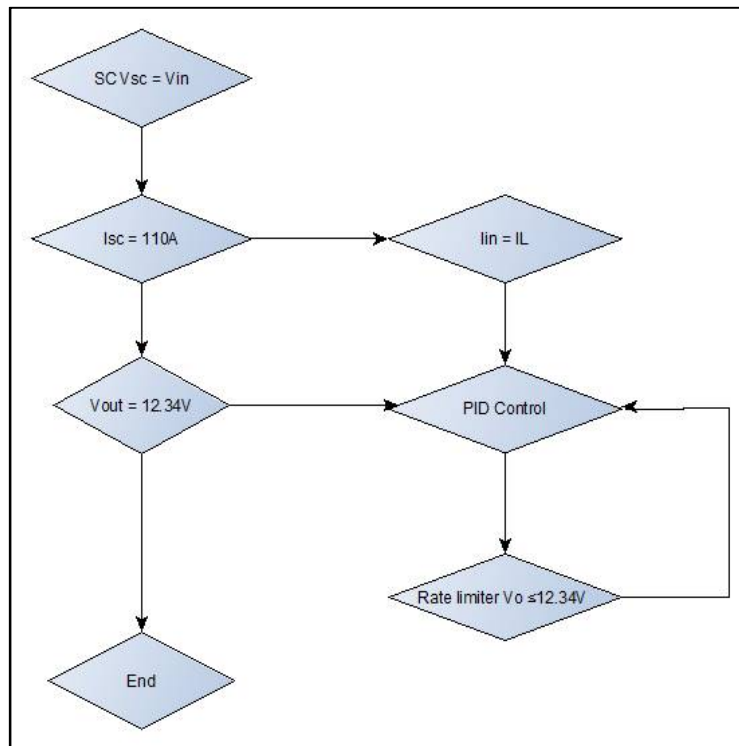 SC Vsc = Vin
Isc = 110A
Iin = IL
Vout = 12.34V
PID Control
Rate limiter Vo ≤12.34V
End